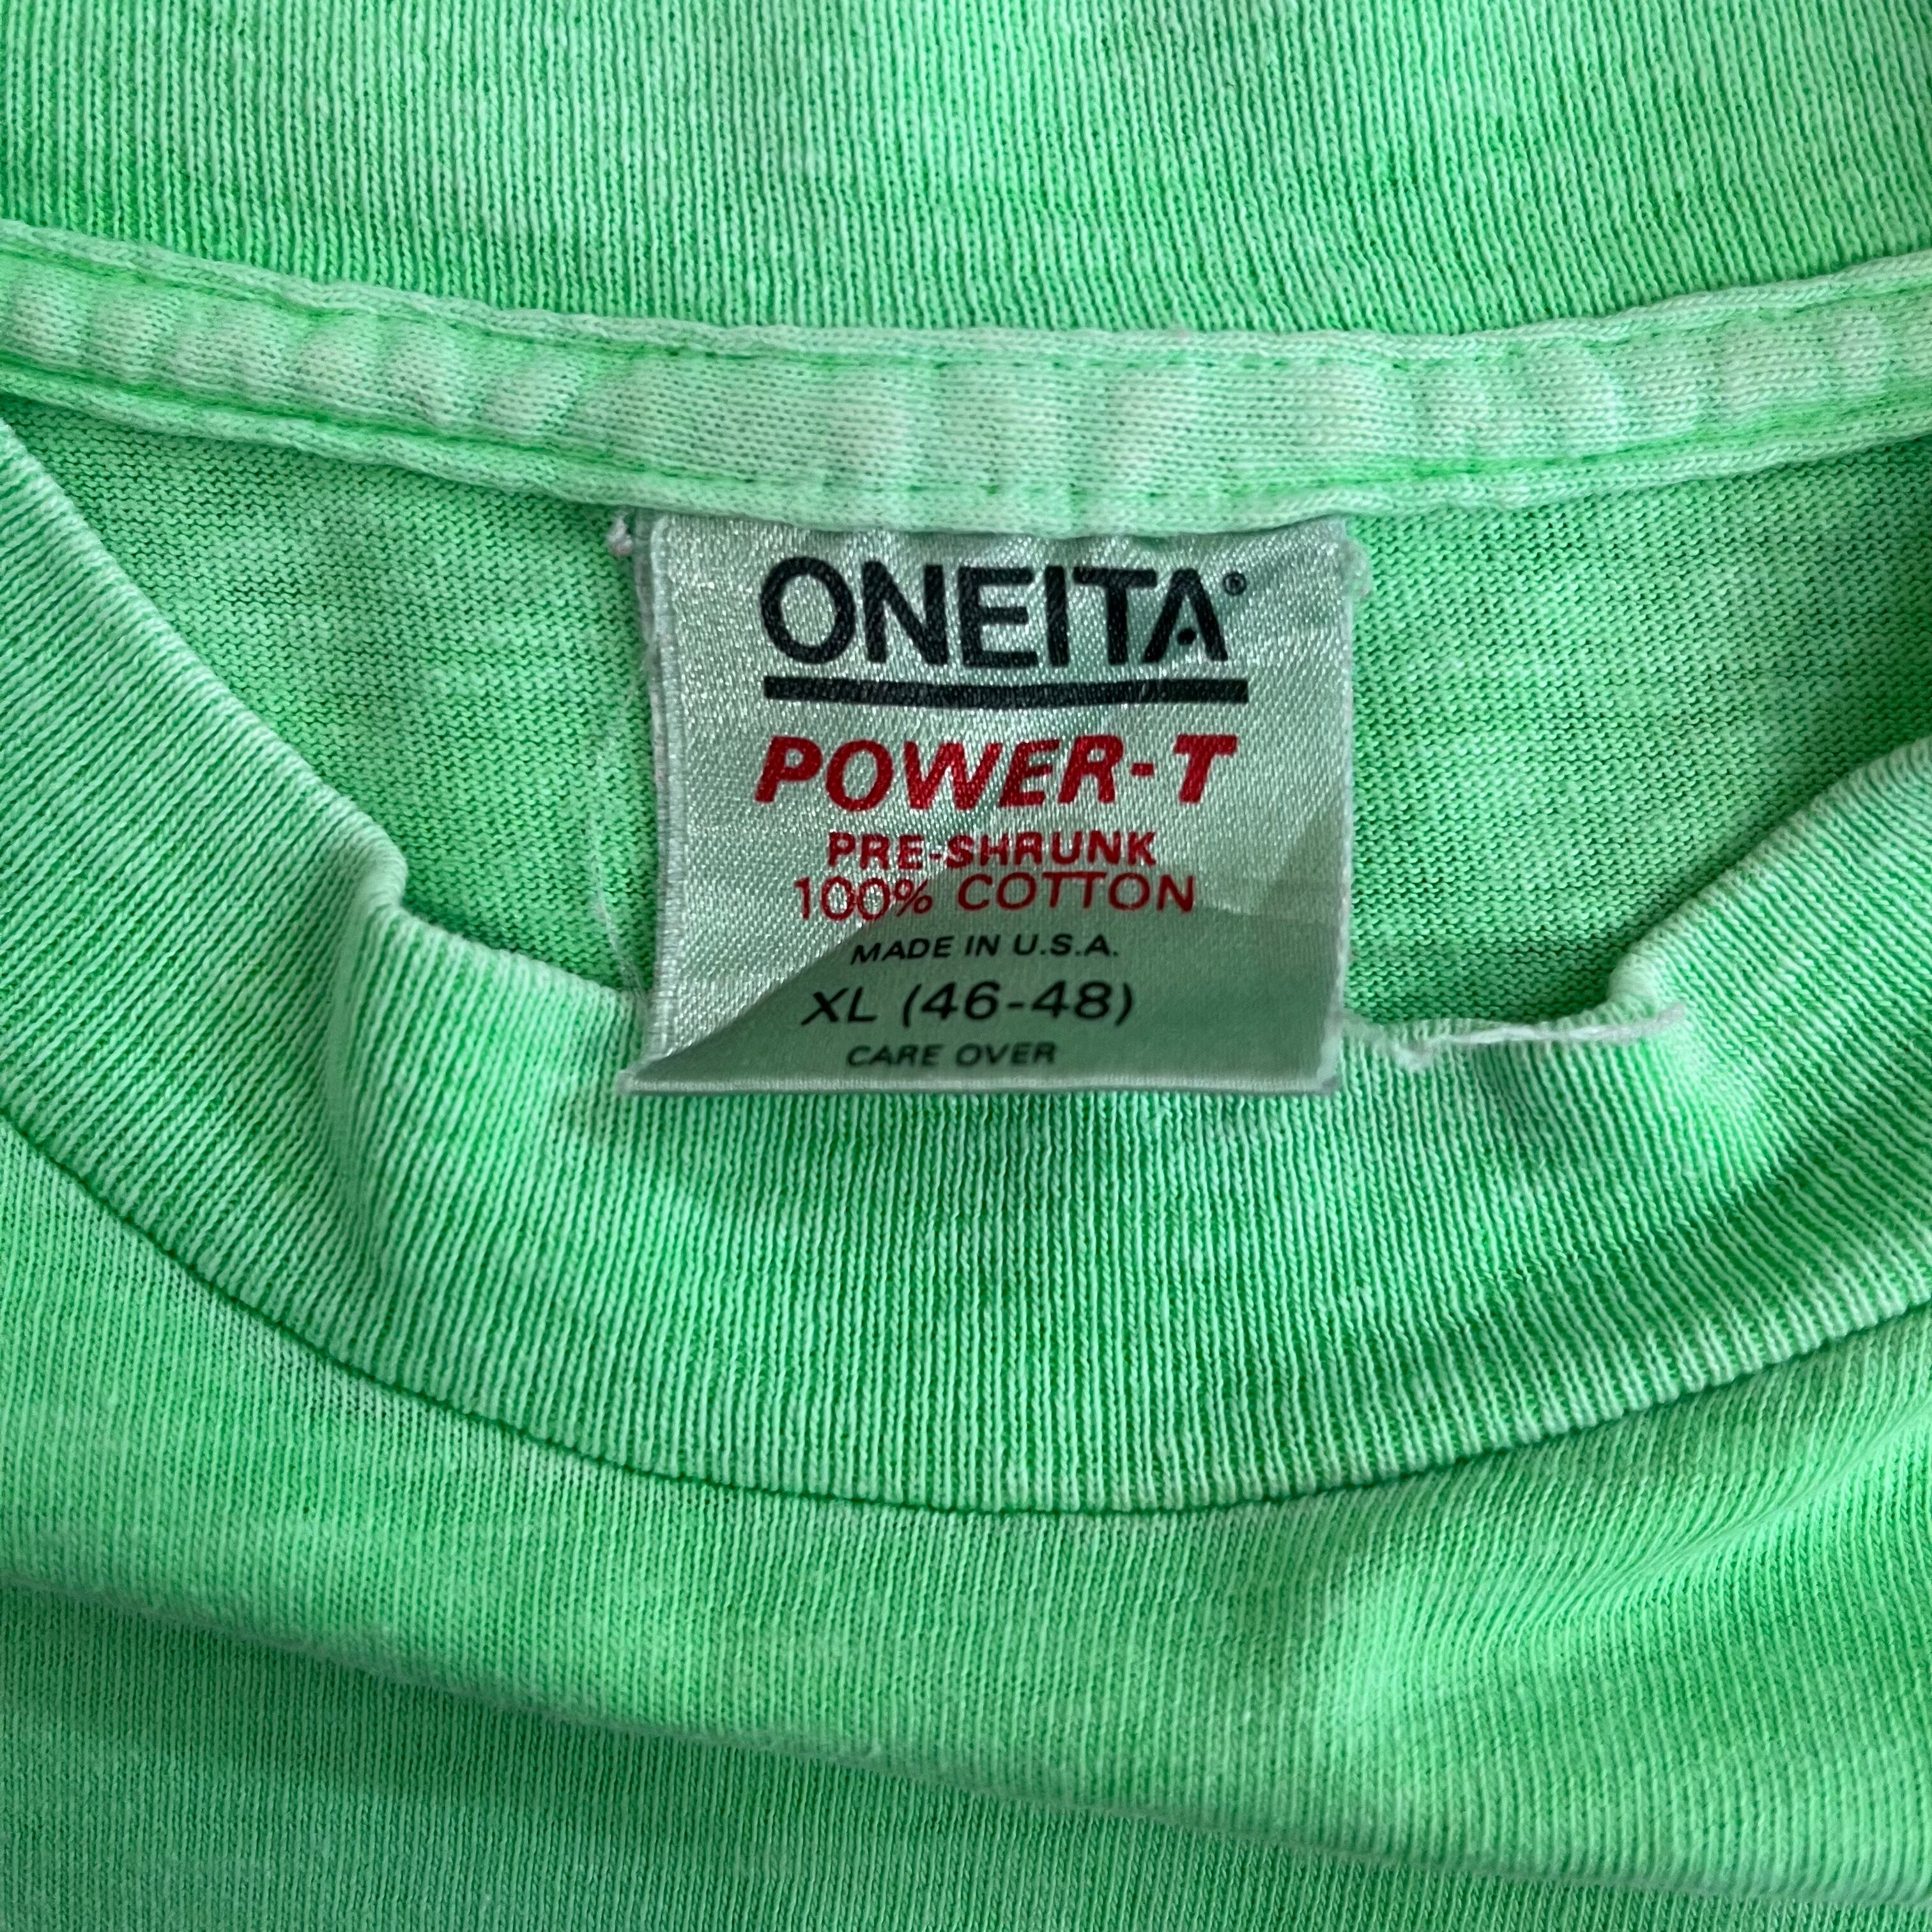 ONEITA®
POWER-T
PRE-SHRUNK
100% COTTON
MADE IN U.S.A.
XL (46-48)
CARE OVER